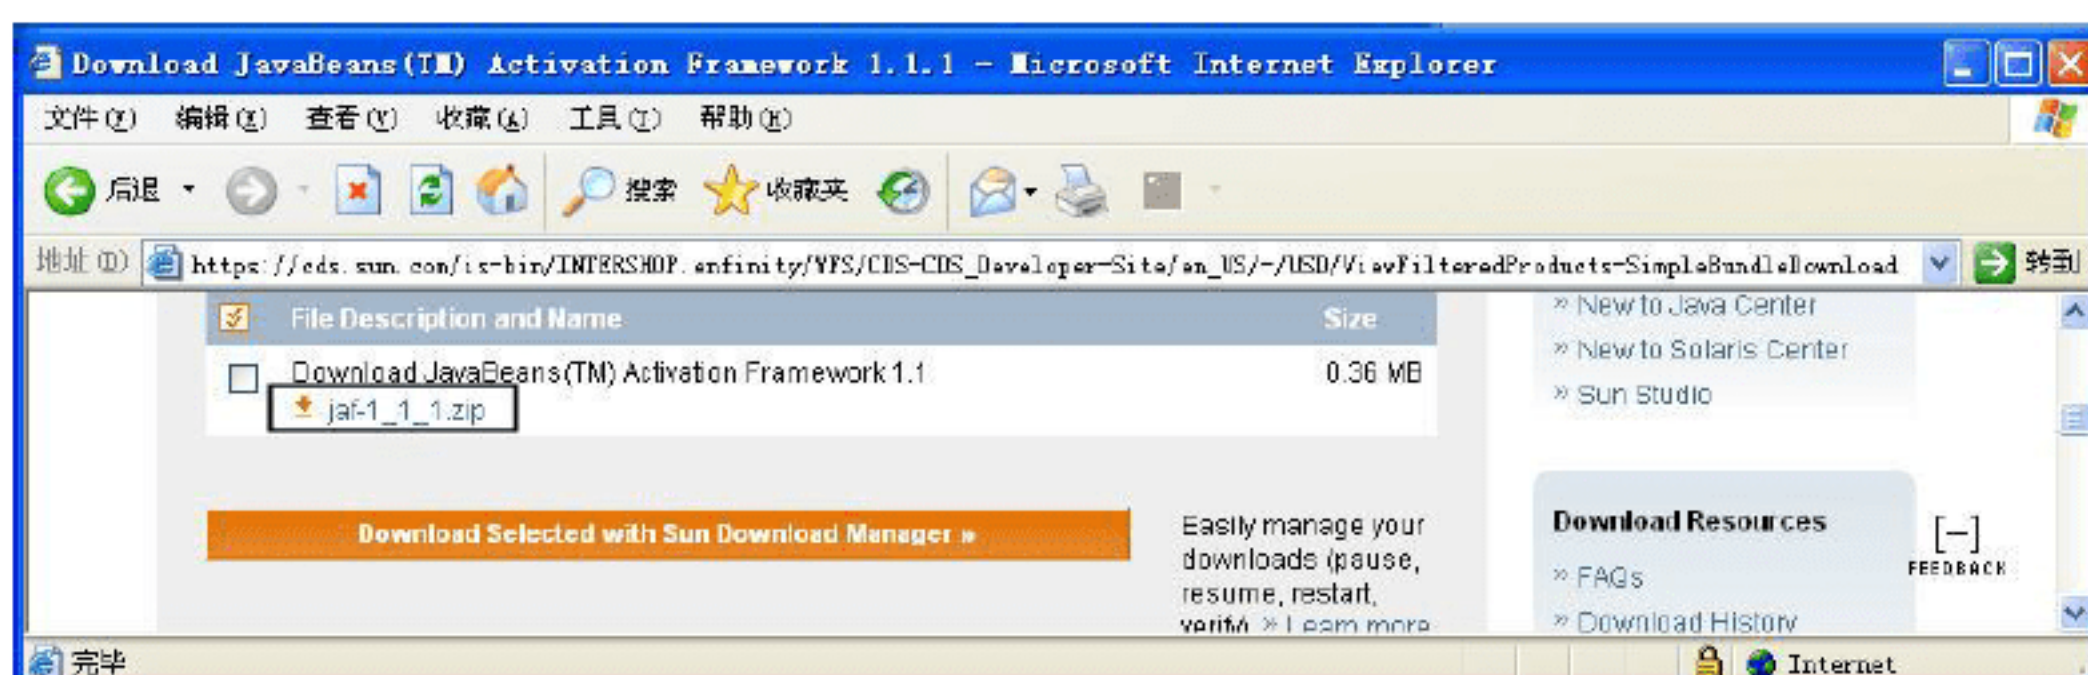 Download JavaBeans(TM) Activation Framework 1.1.1 - Microsoft Internet Explorer
文件(F) 编辑(E) 查看(V) 收藏(A) 工具(T) 帮助(H)
后退 搜索 收藏夹
地址(D) https://cds.sun.com/is-bin/INTERSHOP.enfinity/WFS/CDS-CDS_Developer-Site/en_US/-/USD/ViewFilteredProducts-SimpleBundleDownload 转到
File Description and Name Size
Download JavaBeans(TM) Activation Framework 1.1 0.36 MB
jaf-1_1_1.zip
Download Selected with Sun Download Manager »
Easily manage your
downloads (pause,
resume, restart,
verify. » Learn more
» New to Java Center
» New to Solaris Center
» Sun Studio
Download Resources
» FAQs
» Download History
[-]
FEEDBACK
完毕 Internet